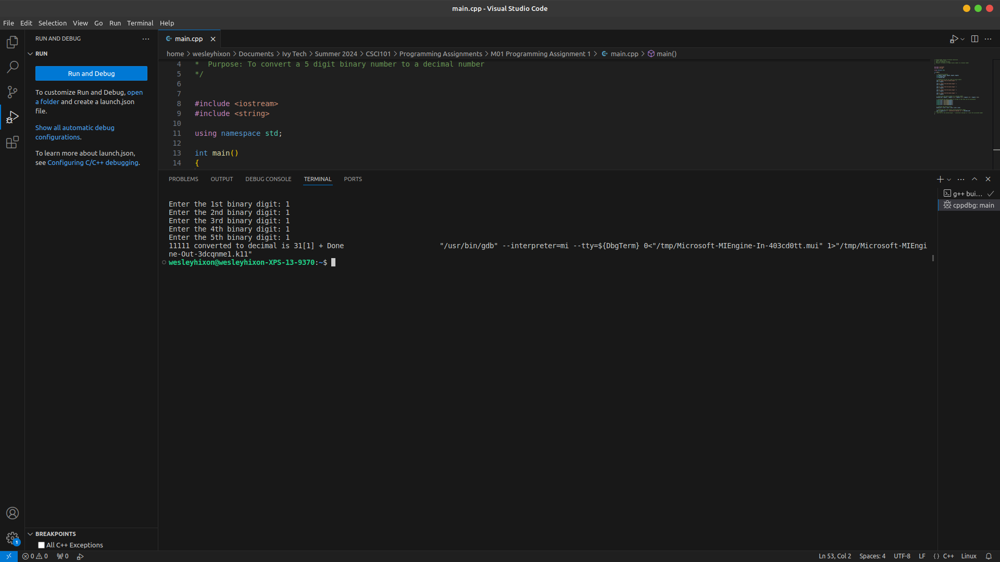 main.cpp - Visual Studio Code
File Edit Selection View Go Run Terminal Help
RUN AND DEBUG
RUN
Run and Debug
To customize Run and Debug, open
a folder and create a launch.json
file.
Show all automatic debug
configurations.
To learn more about launch.json,
see Configuring C/C++ debugging.
BREAKPOINTS
All C++ Exceptions
main.cpp
home > wesleyhixon > Documents > Ivy Tech > Summer 2024 > CSCI101 > Programming Assignments > M01 Programming Assignment 1 > main.cpp > main()
4 * Purpose: To convert a 5 digit binary number to a decimal number
5 */
6
7
8 #include <iostream>
9 #include <string>
10
11 using namespace std;
12
13 int main()
14 {
PROBLEMS OUTPUT DEBUG CONSOLE TERMINAL PORTS
Enter the 1st binary digit: 1
Enter the 2nd binary digit: 1
Enter the 3rd binary digit: 1
Enter the 4th binary digit: 1
Enter the 5th binary digit: 1
11111 converted to decimal is 31[1] + Done "/usr/bin/gdb" --interpreter=mi --tty=${DbgTerm} 0<"/tmp/Microsoft-MIEngine-In-403cd0tt.mui" 1>"/tmp/Microsoft-MIEngi
ne-Out-3dcqnme1.k11"
wesleyhixon@wesleyhixon-XPS-13-9370:~$
g++ bui...
cppdbg: main
1
0 0 0
Ln 53, Col 2 Spaces: 4 UTF-8 LF {} C++ Linux